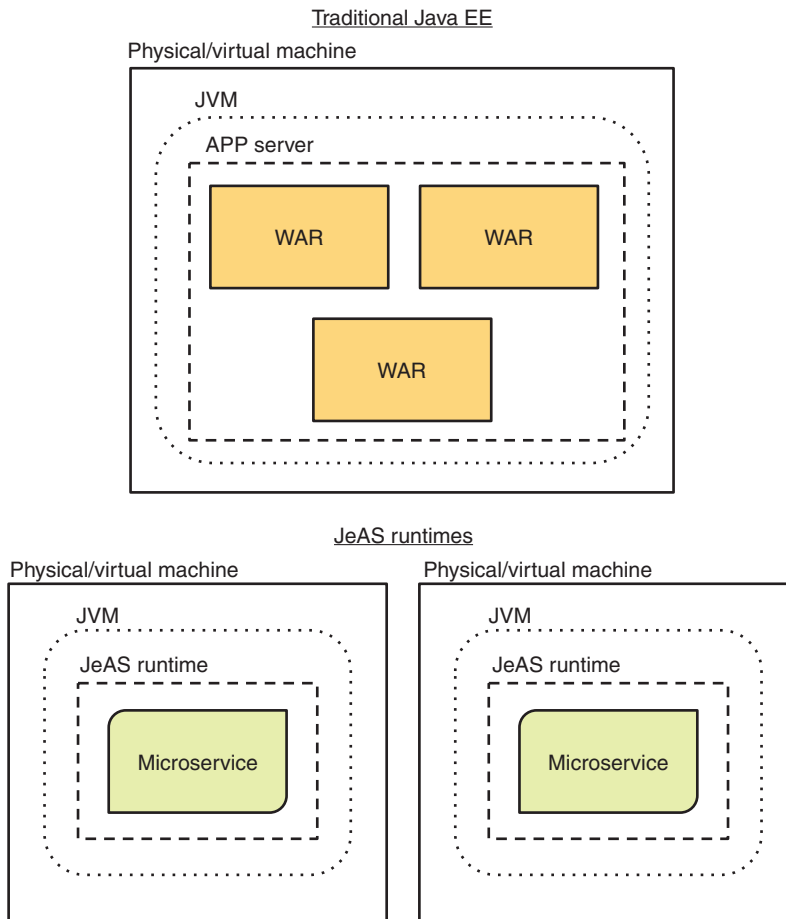 Traditional Java EE
Physical/virtual machine
JVM
APP server
WAR
WAR
WAR
JeAS runtimes
Physical/virtual machine
Physical/virtual machine
JVM
JVM
JeAS runtime
JeAS runtime
Microservice
Microservice